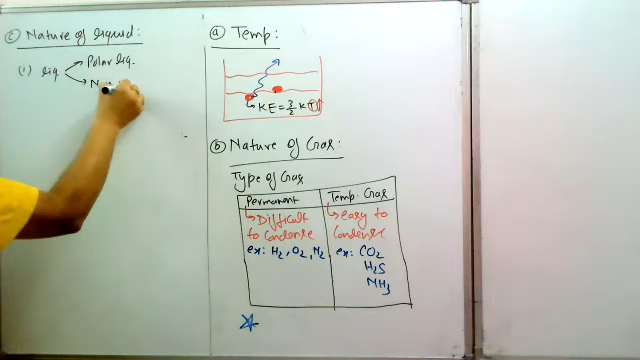 (c) Nature of liquid:
(1) liq
Polar liq.
N
(a) Temp:
KE = 3/2 KT
(b) Nature of Gas:
Type of Gas
Permanent
Temp. Gas
Difficult
to Condense
ex: H2, O2, N2
easy to
Condense
ex: CO2
H2S
NH3